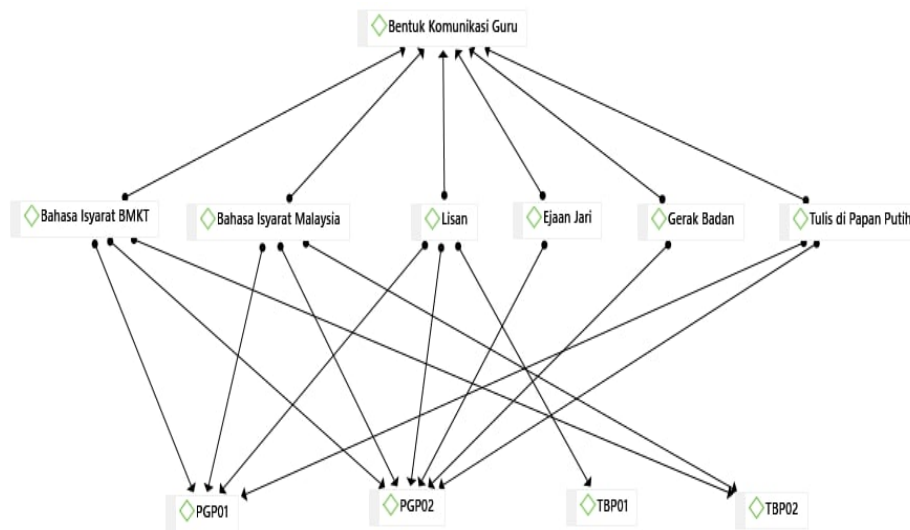 Bentuk Komunikasi Guru
Bahasa Isyarat BMKT
Bahasa Isyarat Malaysia
Lisan
Ejaan Jari
Gerak Badan
Tulis di Papan Putih
PGP01
PGP02
TBP01
TBP02